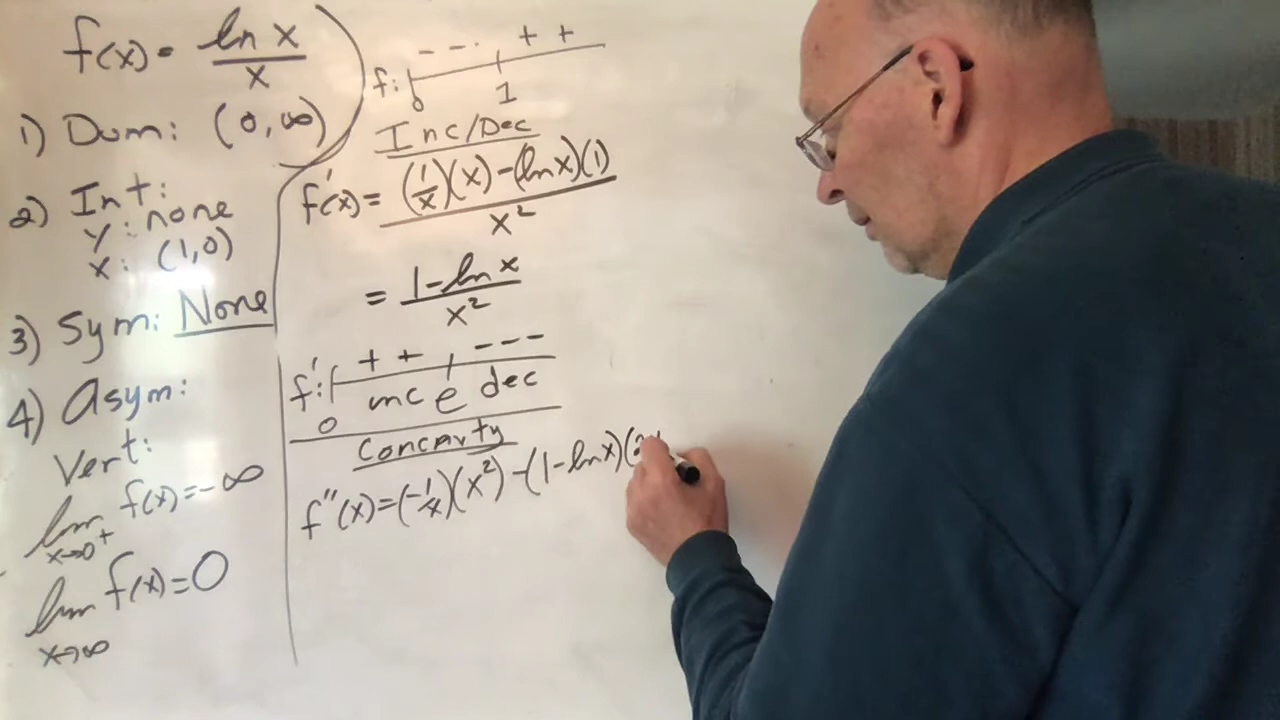 f(x) = ln x / x
1) Dom: (0, ∞)
2) Int:
y: none
x: (1,0)
3) Sym: None
4) Asym:
Vert:
lim x→0+ f(x) = -∞
lim x→∞ f(x) = 0
f: - - - + +
0 1
Inc/Dec
f'(x) = (1/x)(x) - (ln x)(1) / x²
= 1 - ln x / x²
f': + + - - -
0 inc e dec
Concavity
f''(x) = (-1/x)(x²) - (1 - ln x)(2